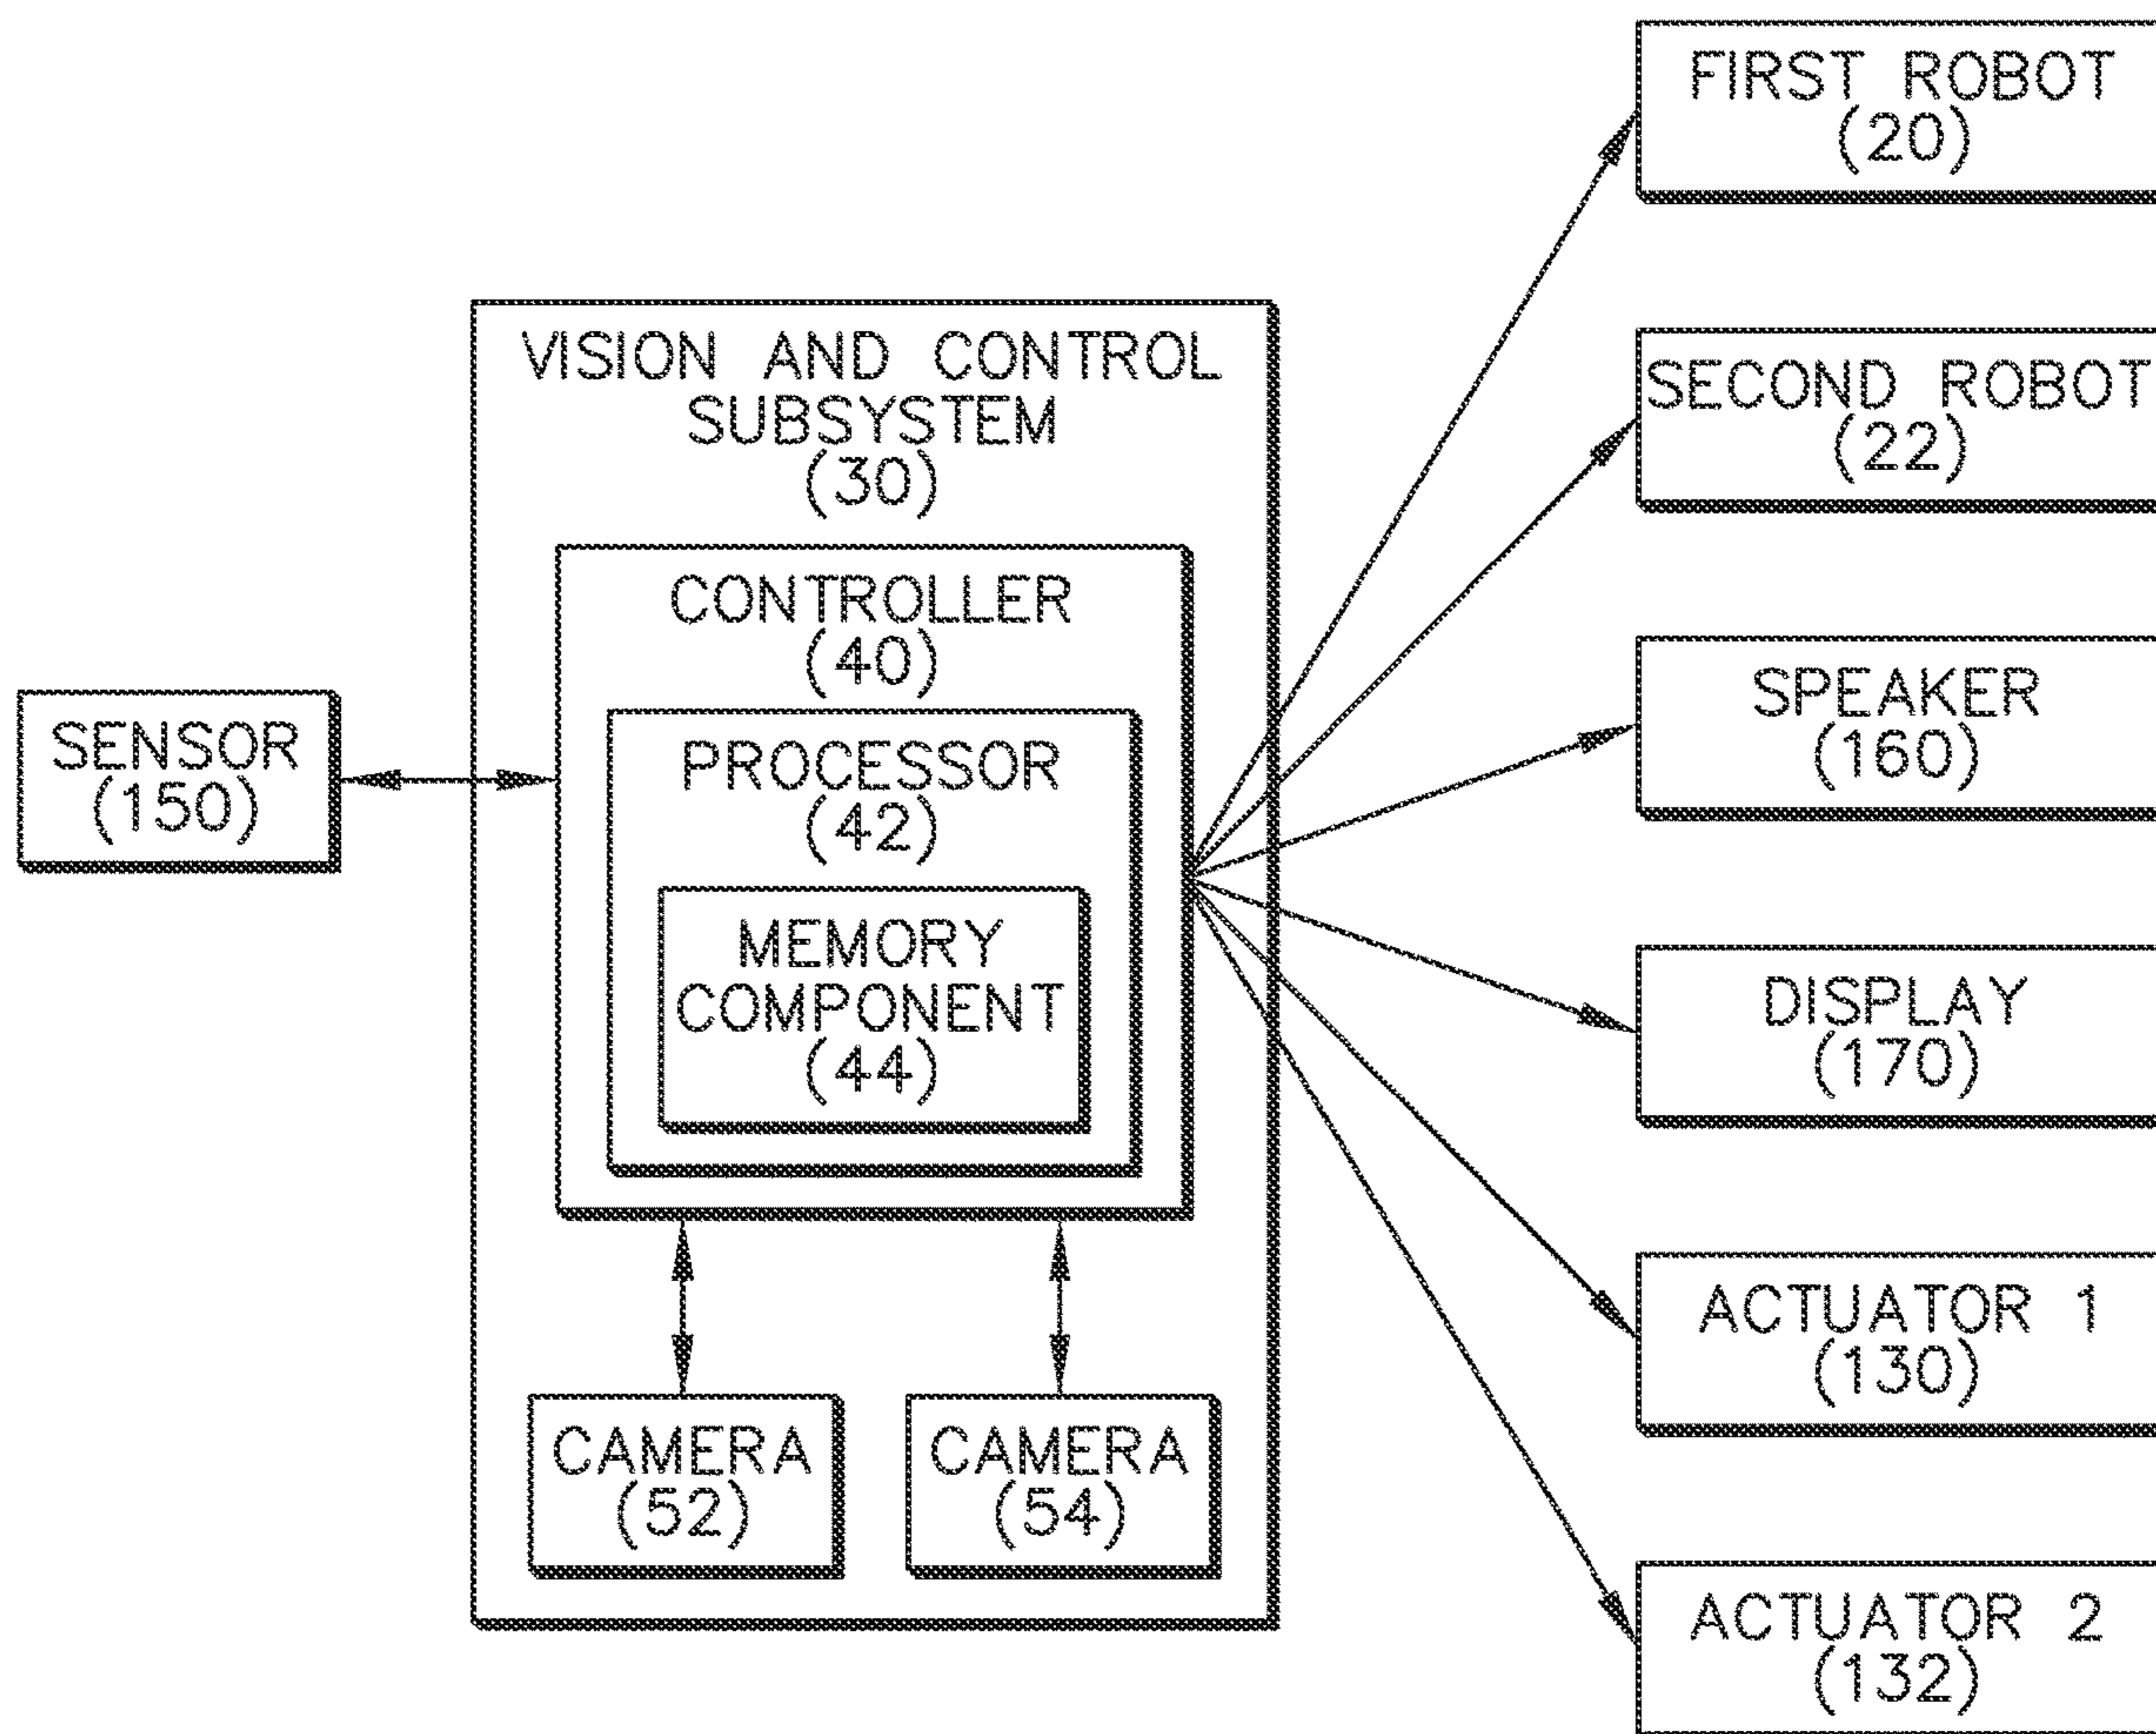 FIRST ROBOT
(20)
VISION AND CONTROL
SUBSYSTEM
(30)
SECOND ROBOT
(22)
CONTROLLER
(40)
SENSOR
(150)
PROCESSOR
(42)
SPEAKER
(160)
MEMORY
COMPONENT
(44)
DISPLAY
(170)
CAMERA
(52)
CAMERA
(54)
ACTUATOR 1
(130)
ACTUATOR 2
(132)